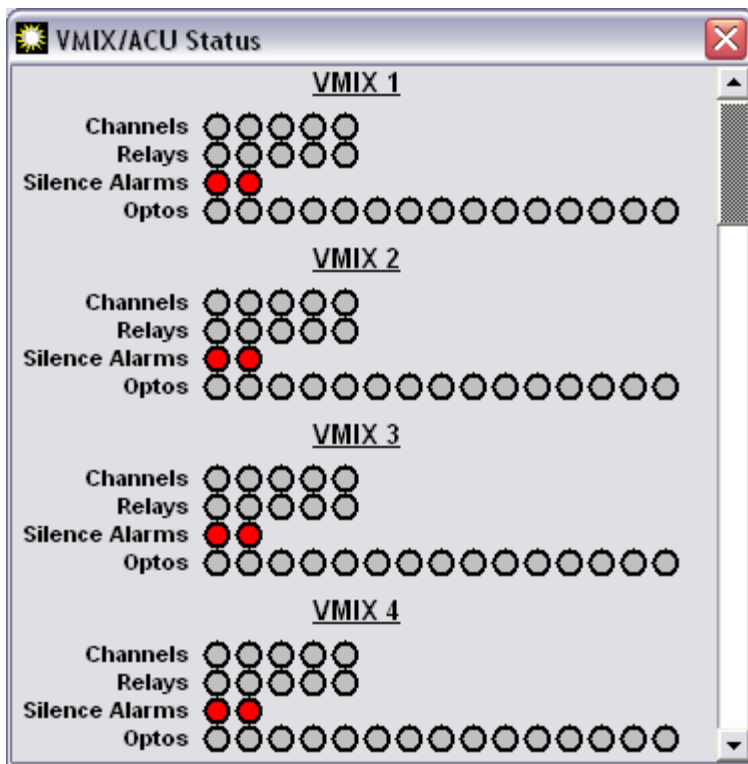 VMIX/ACU Status
VMIX 1
Channels
Relays
Silence Alarms
Optos
VMIX 2
Channels
Relays
Silence Alarms
Optos
VMIX 3
Channels
Relays
Silence Alarms
Optos
VMIX 4
Channels
Relays
Silence Alarms
Optos